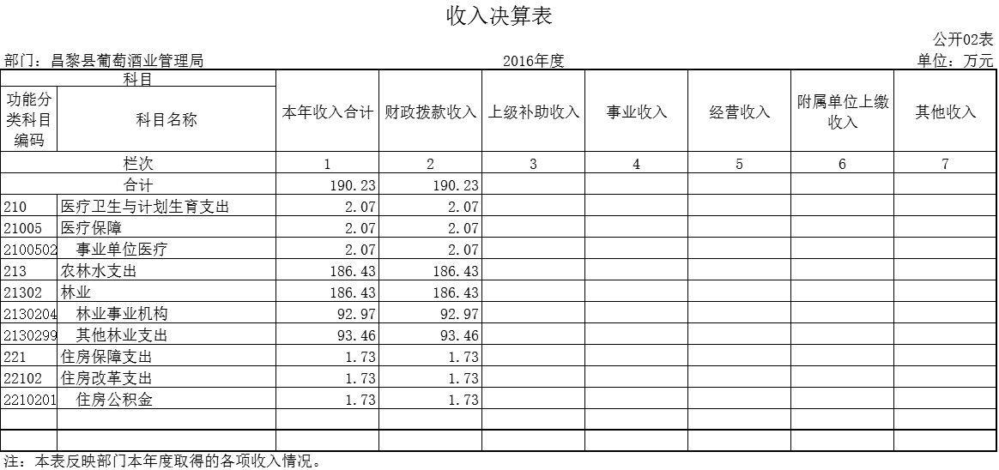 收入决算表
公开02表
部门：昌黎县葡萄酒业管理局 2016年度 单位：万元
科目 本年收入合计 财政拨款收入 上级补助收入 事业收入 经营收入 附属单位上缴收入 其他收入
功能分类科目编码 科目名称
栏次 1 2 3 4 5 6 7
合计 190.23 190.23
210 医疗卫生与计划生育支出 2.07 2.07
21005 医疗保障 2.07 2.07
2100502 事业单位医疗 2.07 2.07
213 农林水支出 186.43 186.43
21302 林业 186.43 186.43
2130204 林业事业机构 92.97 92.97
2130299 其他林业支出 93.46 93.46
221 住房保障支出 1.73 1.73
22102 住房改革支出 1.73 1.73
2210201 住房公积金 1.73 1.73
注：本表反映部门本年度取得的各项收入情况。